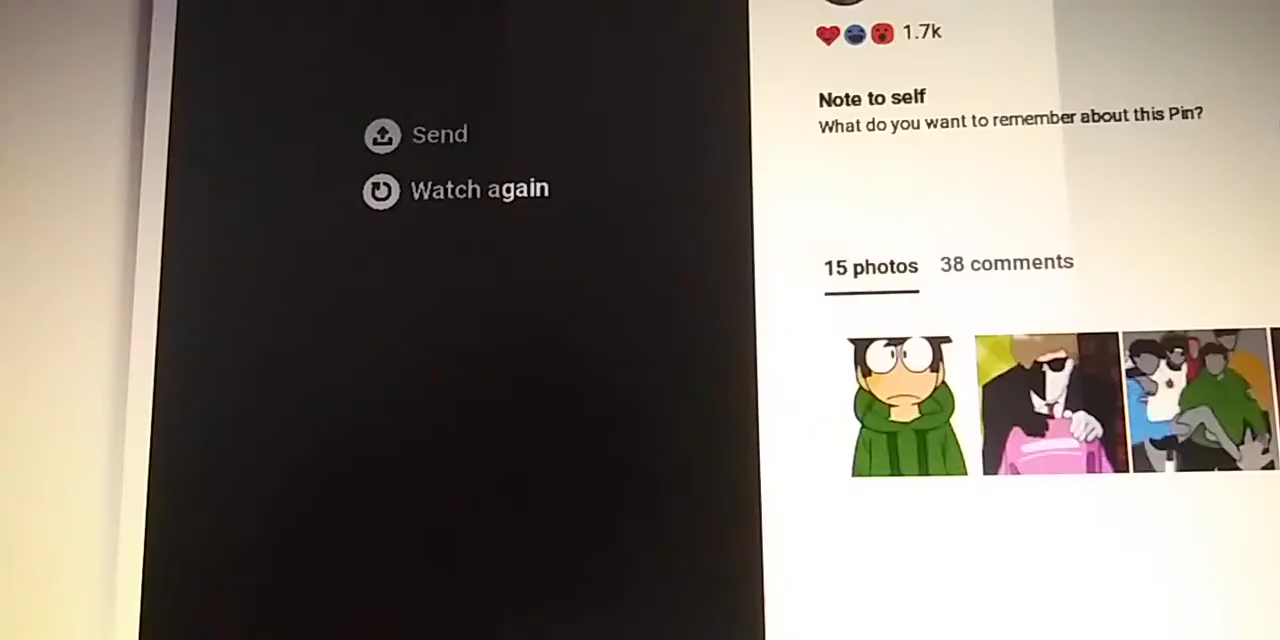 Send
Watch again
1.7k
Note to self
What do you want to remember about this Pin?
15 photos
38 comments